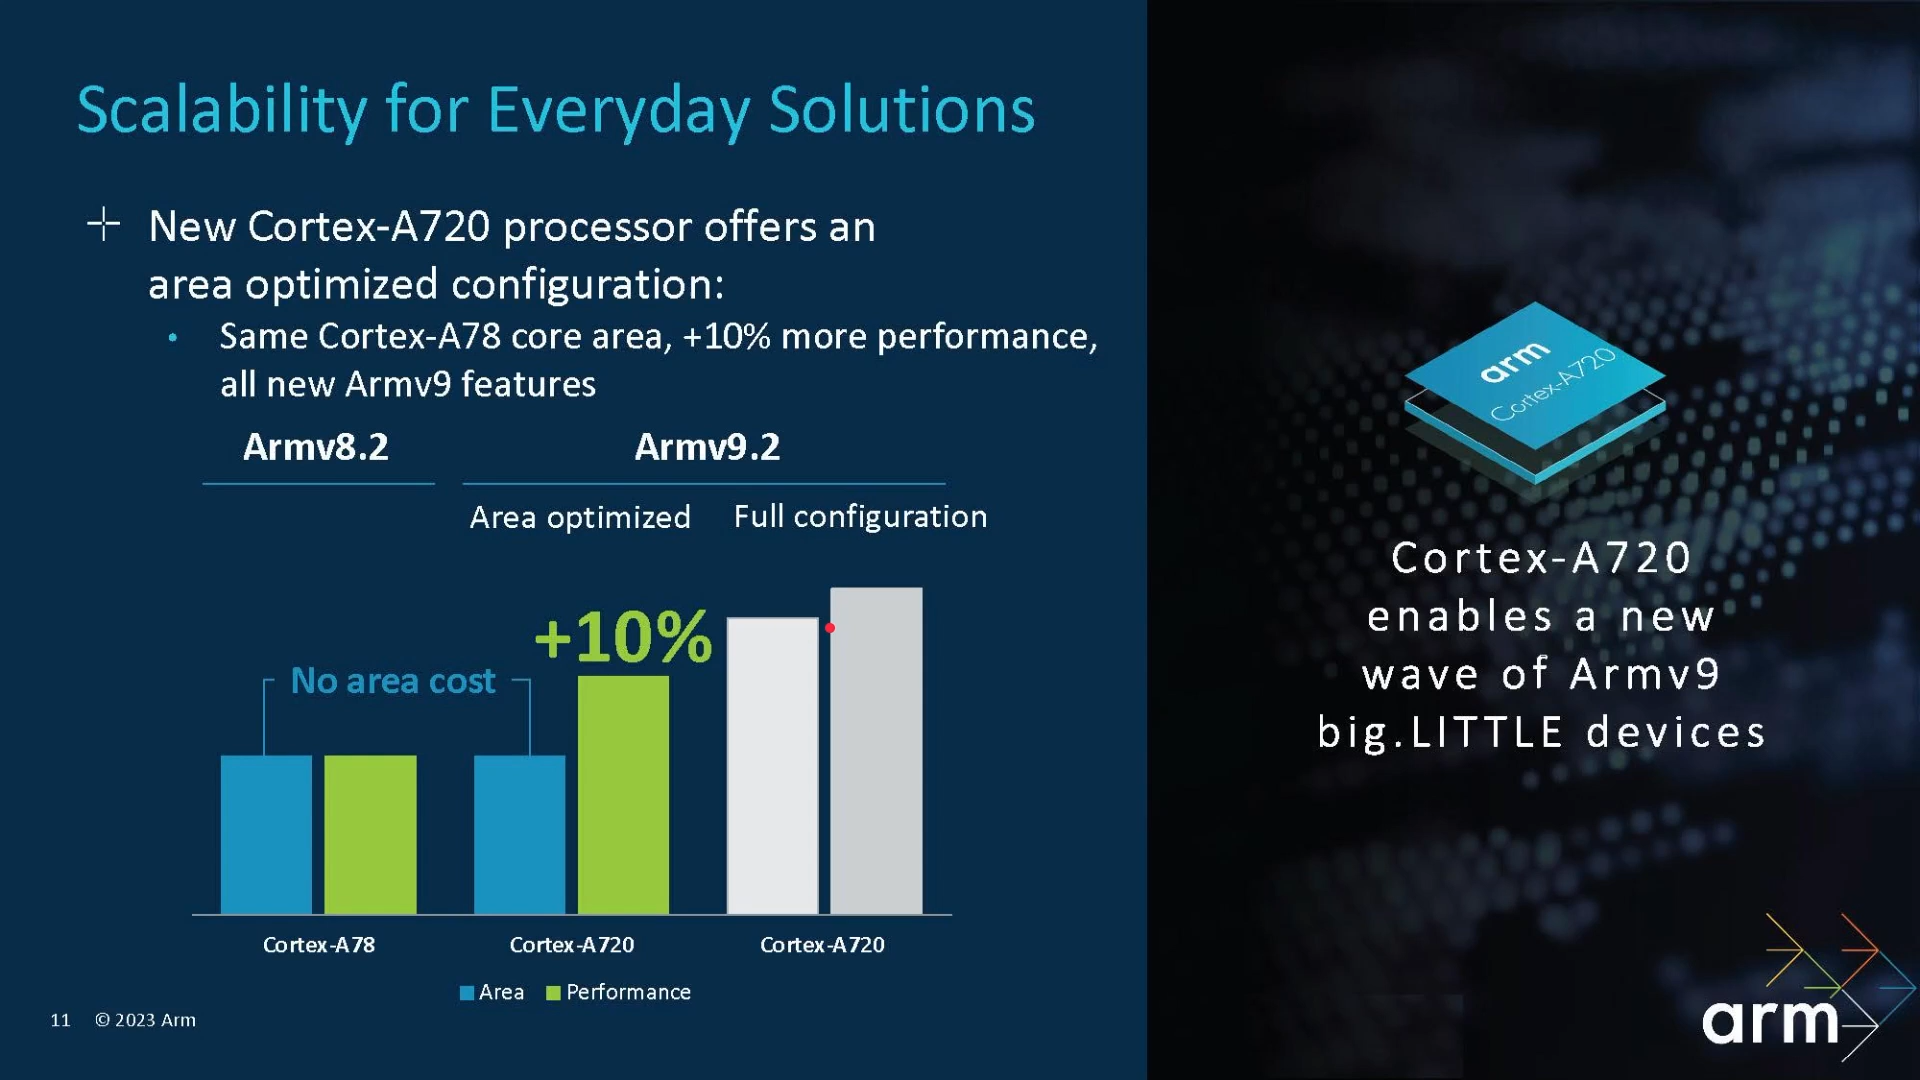 Scalability for Everyday Solutions
New Cortex-A720 processor offers an
area optimized configuration:
• Same Cortex-A78 core area, +10% more performance,
all new Armv9 features
Armv8.2
Armv9.2
Area optimized
Full configuration
+10%
No area cost
Cortex-A78
Cortex-A720
Cortex-A720
Area
Performance
11
© 2023 Arm
arm
Cortex-A720
Cortex-A720
enables a new
wave of Armv9
big.LITTLE devices
arm